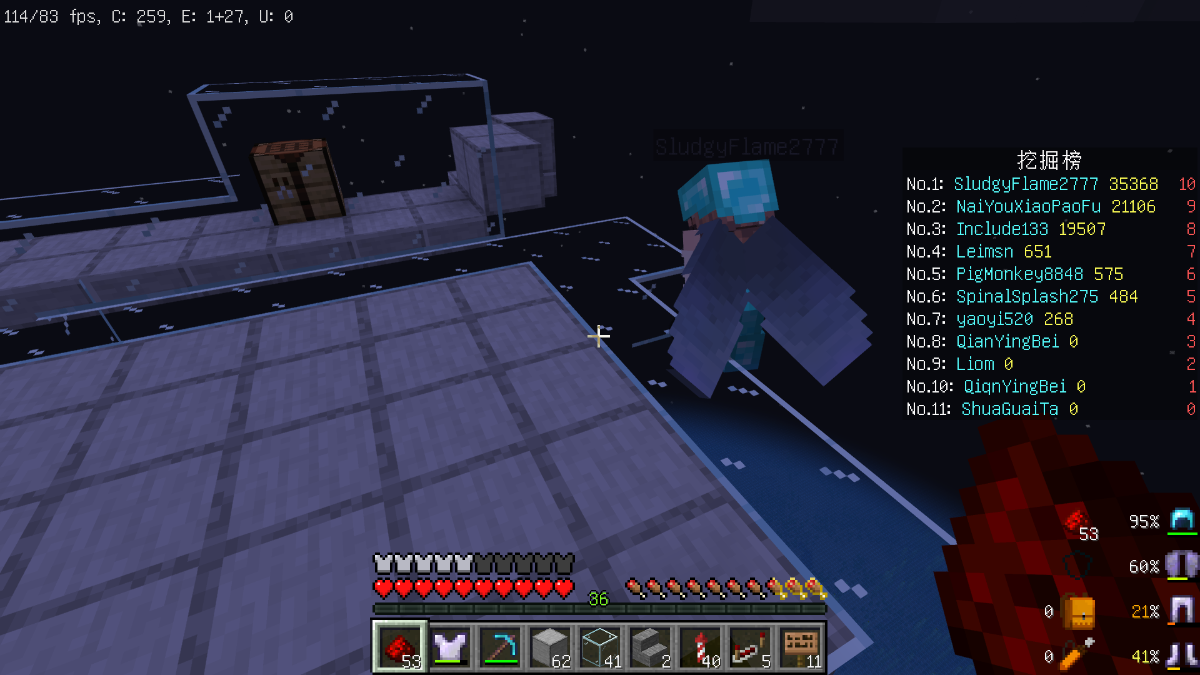 114/83 fps, C: 259, E: 1+27, U: 0
SludgyFlame2777
挖掘榜
No.1: SludgyFlame2777 35368 10
No.2: NaiYouXiaoPaoFu 21106 9
No.3: Include133 19507 8
No.4: Leimsn 651 7
No.5: PigMonkey8848 575 6
No.6: SpinalSplash275 484 5
No.7: yaoyi520 268 4
No.8: QianYingBei 0 3
No.9: Liom 0 2
No.10: QiqnYingBei 0 1
No.11: ShuaGuaiTa 0 0
53 95%
60%
0 21%
0 41%
36
53 62 41 2 40 5 11